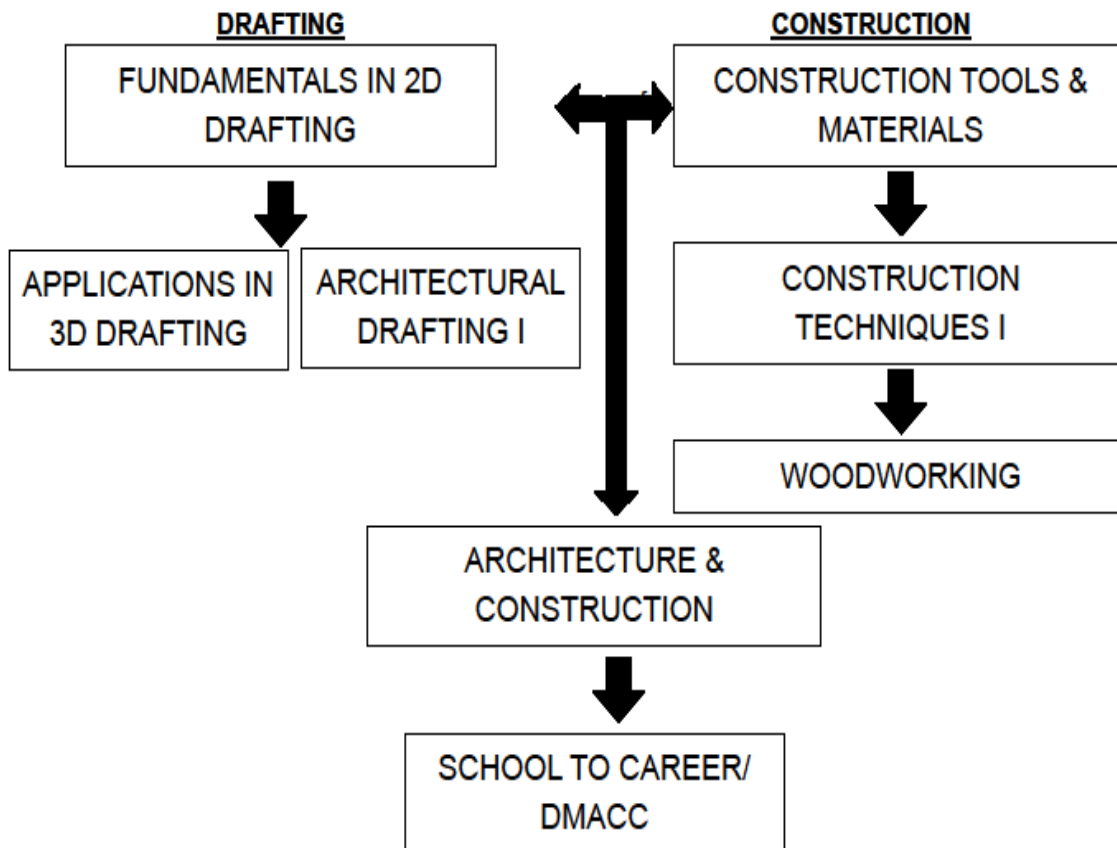 DRAFTING
CONSTRUCTION
FUNDAMENTALS IN 2D
DRAFTING
CONSTRUCTION TOOLS &
MATERIALS
APPLICATIONS IN
3D DRAFTING
ARCHITECTURAL
DRAFTING I
CONSTRUCTION
TECHNIQUES I
WOODWORKING
ARCHITECTURE &
CONSTRUCTION
SCHOOL TO CAREER/
DMACC